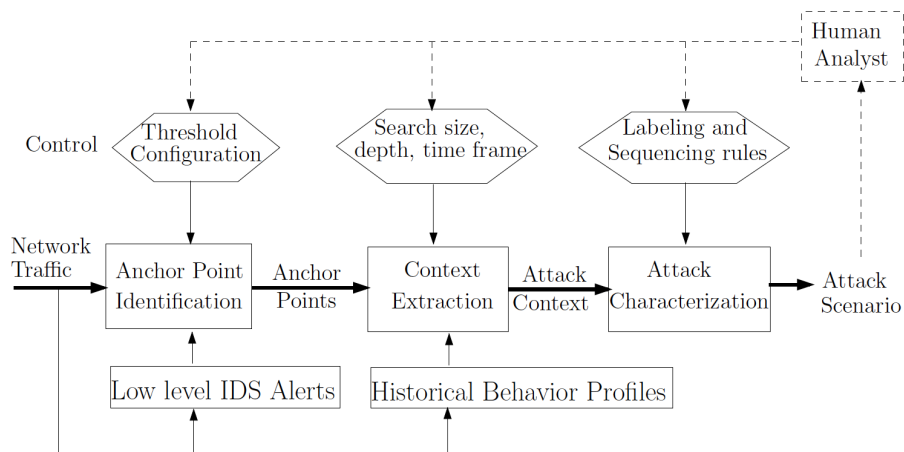 Human
Analyst
Control
Threshold
Configuration
Search size,
depth, time frame
Labeling and
Sequencing rules
Network
Traffic
Anchor Point
Identification
Anchor
Points
Context
Extraction
Attack
Context
Attack
Characterization
Attack
Scenario
Low level IDS Alerts
Historical Behavior Profiles